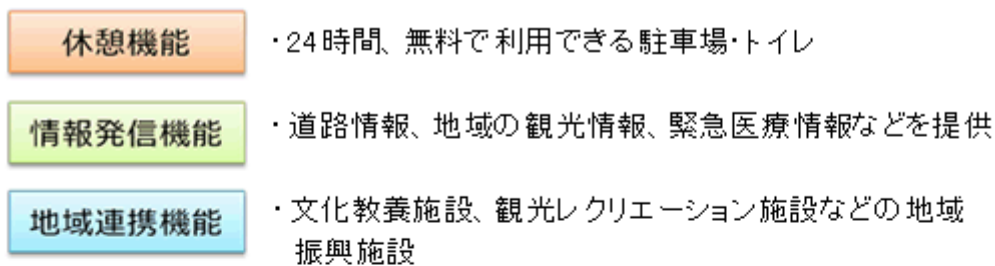 休憩機能
・24時間、無料で利用できる駐車場・トイレ
情報発信機能
・道路情報、地域の観光情報、緊急医療情報などを提供
地域連携機能
・文化教養施設、観光レクリエーション施設などの地域
振興施設